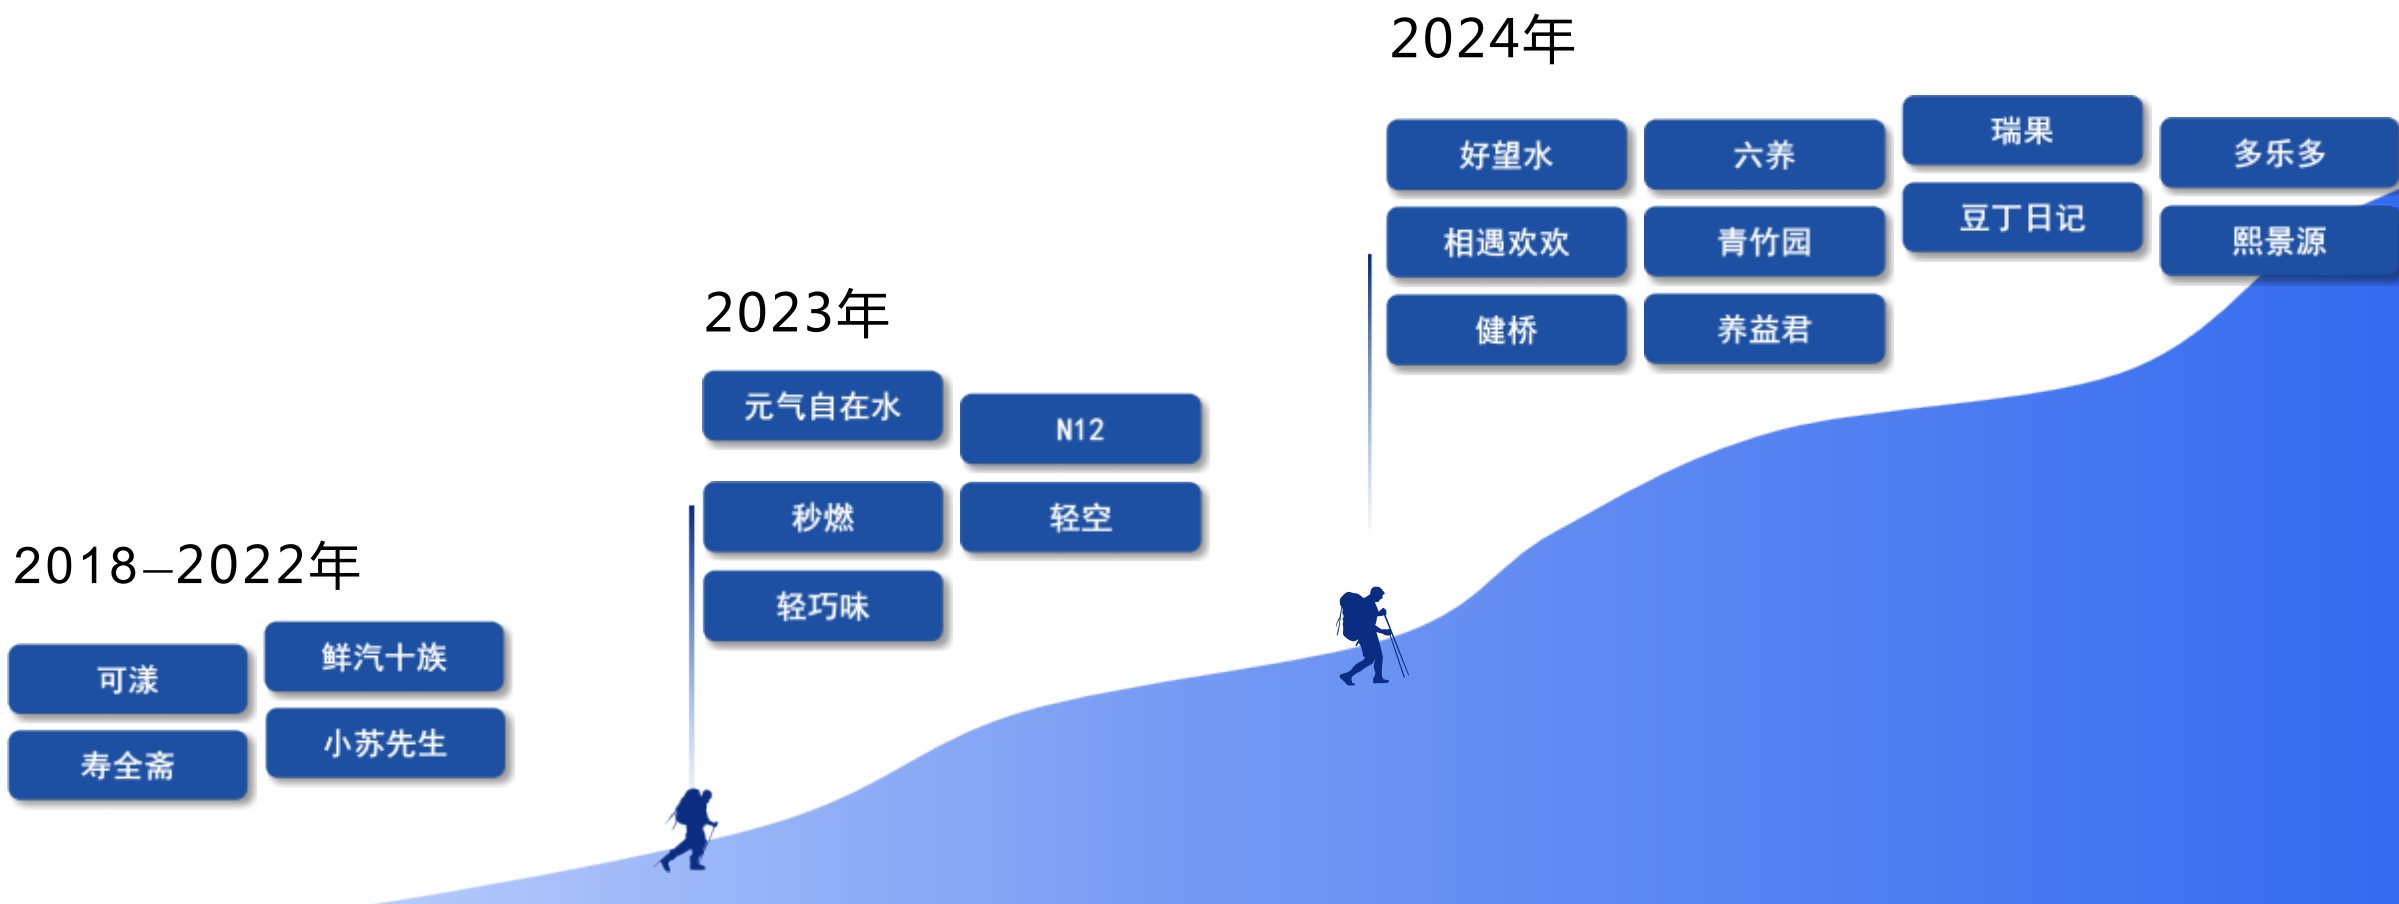 2018–2022年
可漾
鲜汽十族
寿全斋
小苏先生
2023年
元气自在水
N12
秒燃
轻空
轻巧味
2024年
好望水
六养
瑞果
多乐多
相遇欢欢
青竹园
豆丁日记
熙景源
健桥
养益君